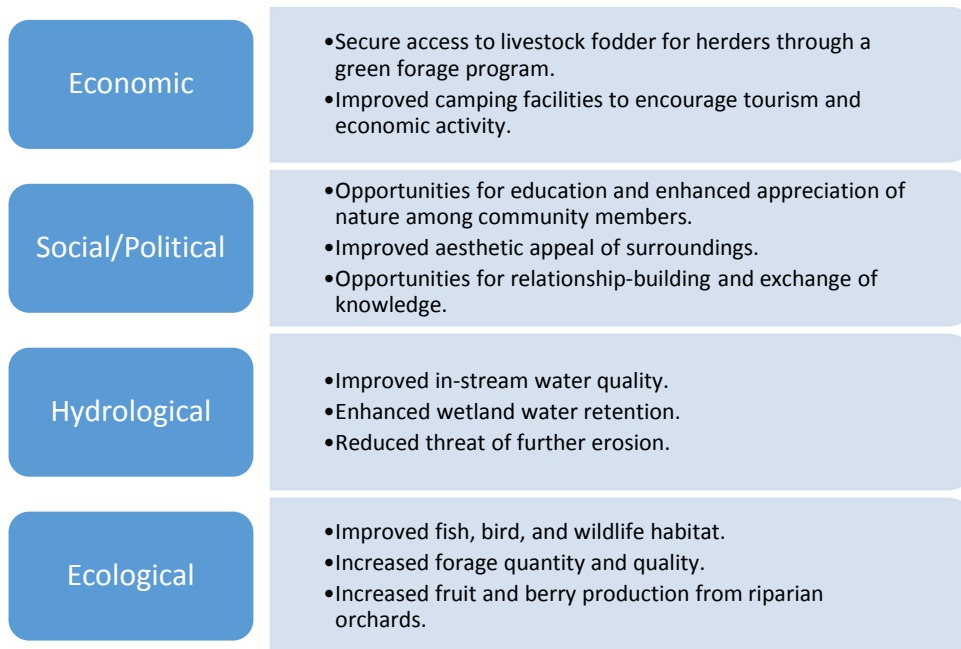 Economic
•Secure access to livestock fodder for herders through a
green forage program.
•Improved camping facilities to encourage tourism and
economic activity.
Social/Political
•Opportunities for education and enhanced appreciation of
nature among community members.
•Improved aesthetic appeal of surroundings.
•Opportunities for relationship-building and exchange of
knowledge.
Hydrological
•Improved in-stream water quality.
•Enhanced wetland water retention.
•Reduced threat of further erosion.
Ecological
•Improved fish, bird, and wildlife habitat.
•Increased forage quantity and quality.
•Increased fruit and berry production from riparian
orchards.